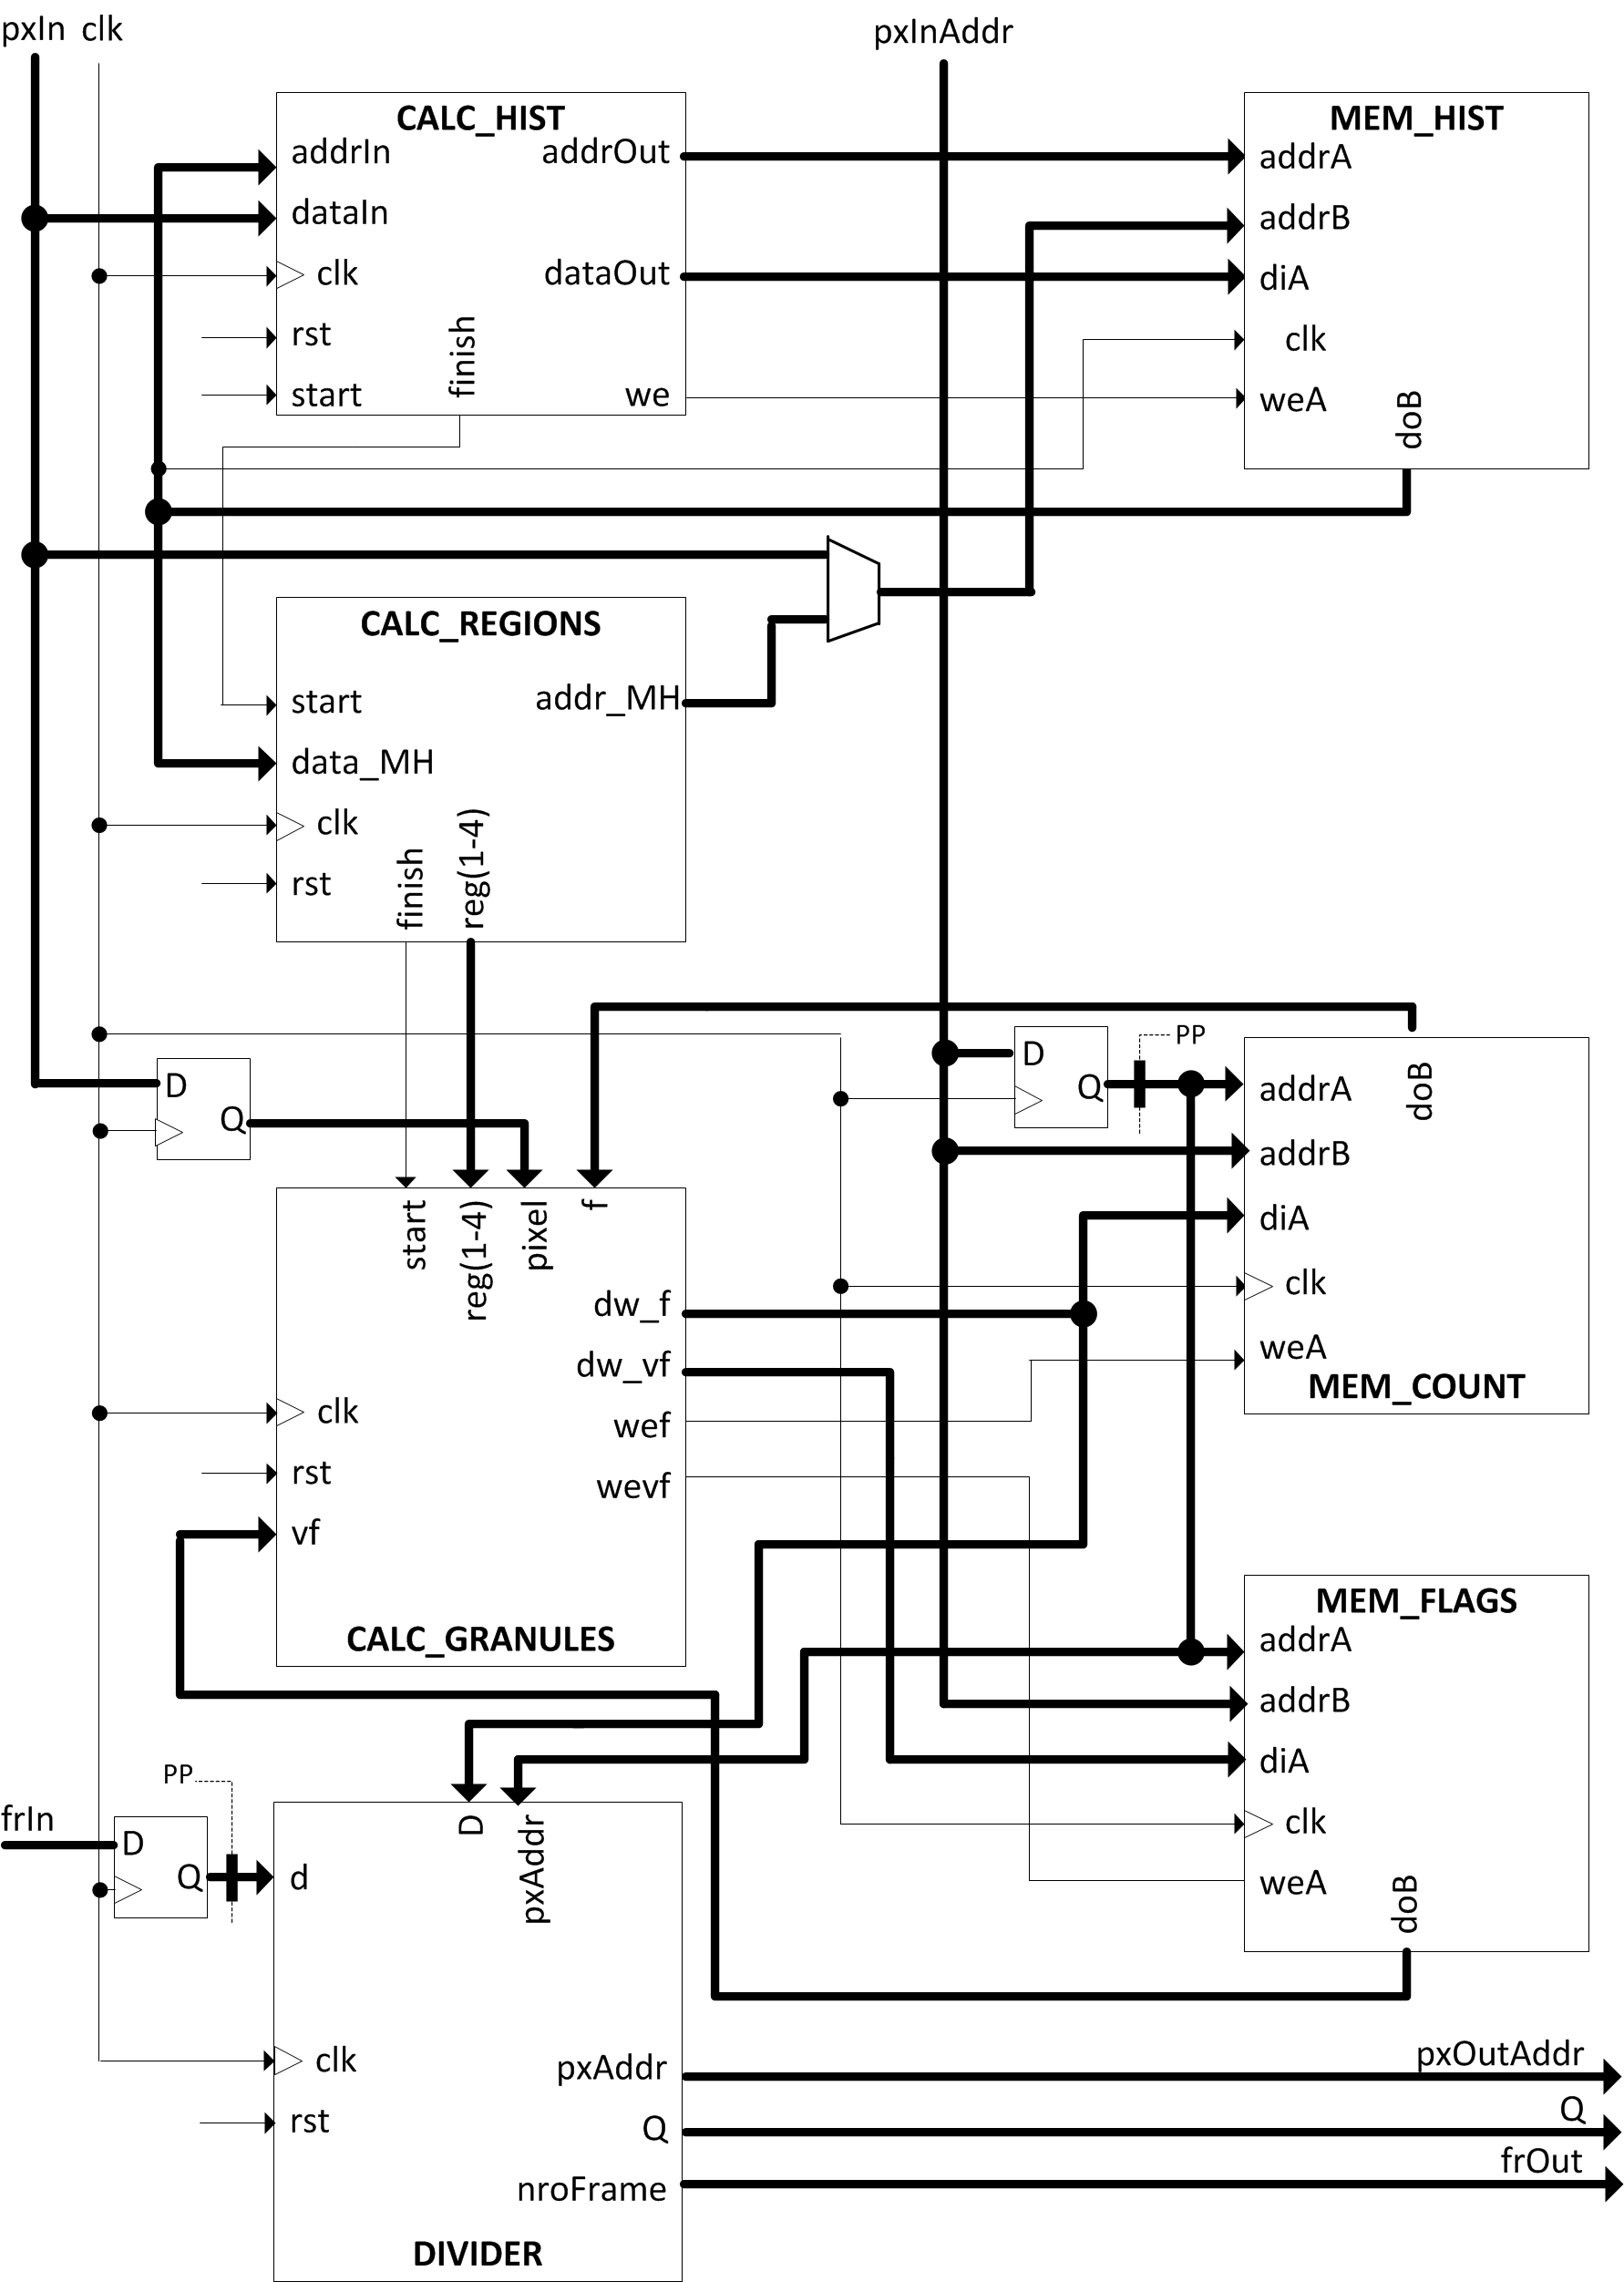 pxIn clk
pxInAddr
CALC_HIST
addrIn
addrOut
dataIn
clk
dataOut
rst
finish
start
we
MEM_HIST
addrA
addrB
diA
clk
weA
doB
CALC_REGIONS
start
addr_MH
data_MH
clk
rst
finish
reg(1-4)
D
Q
D
Q
PP
addrA
doB
addrB
diA
clk
weA
MEM_COUNT
start
reg(1-4)
pixel
f
dw_f
dw_vf
clk
wef
rst
wevf
vf
CALC_GRANULES
MEM_FLAGS
addrA
addrB
diA
clk
weA
doB
PP
frIn
D
Q
D
pxAddr
d
clk
pxAddr
rst
Q
nroFrame
DIVIDER
pxOutAddr
Q
frOut